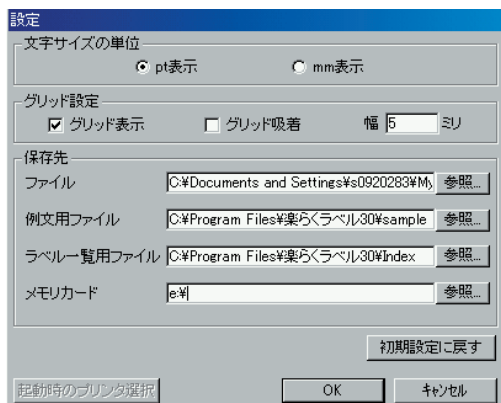 設定
文字サイズの単位
pt表示 mm表示
グリッド設定
グリッド表示 グリッド吸着 幅 5 ミリ
保存先
ファイル C:¥Documents and Settings¥s0920283¥My 参照...
例文用ファイル C:¥Program Files¥楽らくラベル30¥sample 参照...
ラベル一覧用ファイル C:¥Program Files¥楽らくラベル30¥Index 参照...
メモリカード e:¥ 参照...
初期設定に戻す
起動時のプリンタ選択 OK キャンセル